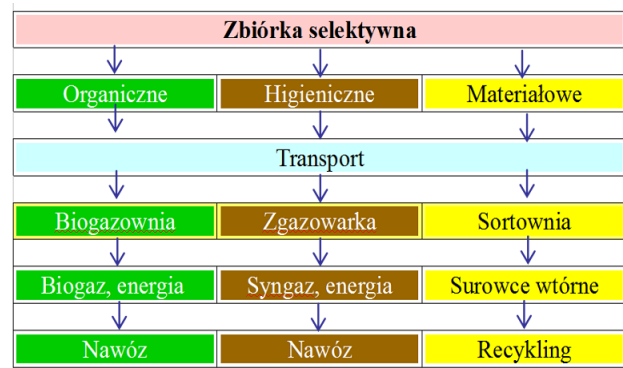 Zbiórka selektywna
Organiczne Higieniczne Materiałowe
Transport
Biogazownia Zgazowarka Sortownia
Biogaz, energia Syngaz, energia Surowce wtórne
Nawóz Nawóz Recykling